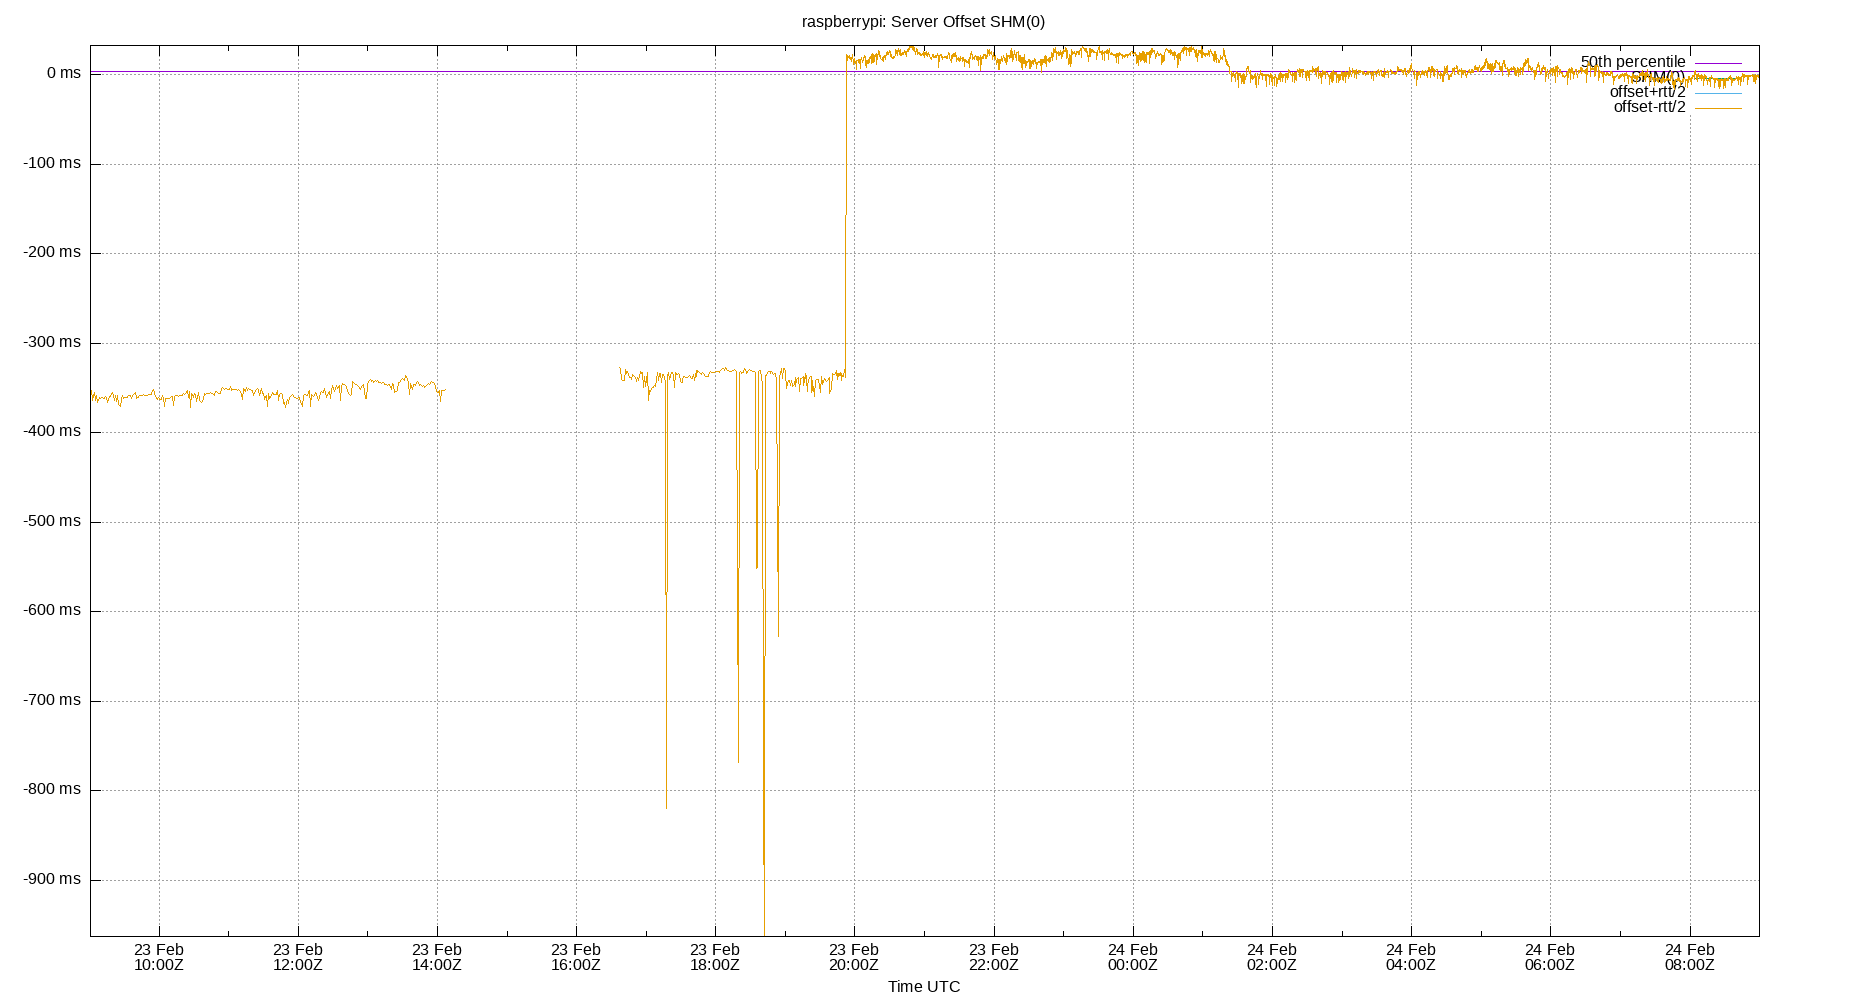 raspberrypi: Server Offset SHM(0)
0 ms
-100 ms
-200 ms
-300 ms
-400 ms
-500 ms
-600 ms
-700 ms
-800 ms
-900 ms
50th percentile
SHM(0)
offset+rtt/2
offset-rtt/2
23 Feb
10:00Z
23 Feb
12:00Z
23 Feb
14:00Z
23 Feb
16:00Z
23 Feb
18:00Z
23 Feb
20:00Z
23 Feb
22:00Z
24 Feb
00:00Z
24 Feb
02:00Z
24 Feb
04:00Z
24 Feb
06:00Z
24 Feb
08:00Z
Time UTC